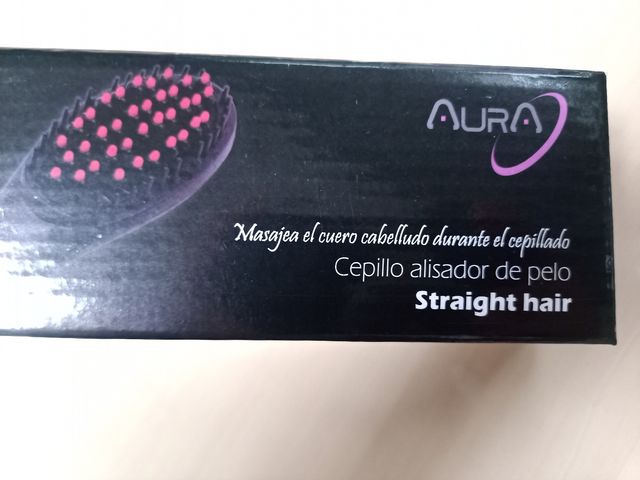 AURA
Masajea el cuero cabelludo durante el cepillado
Cepillo alisador de pelo
Straight hair